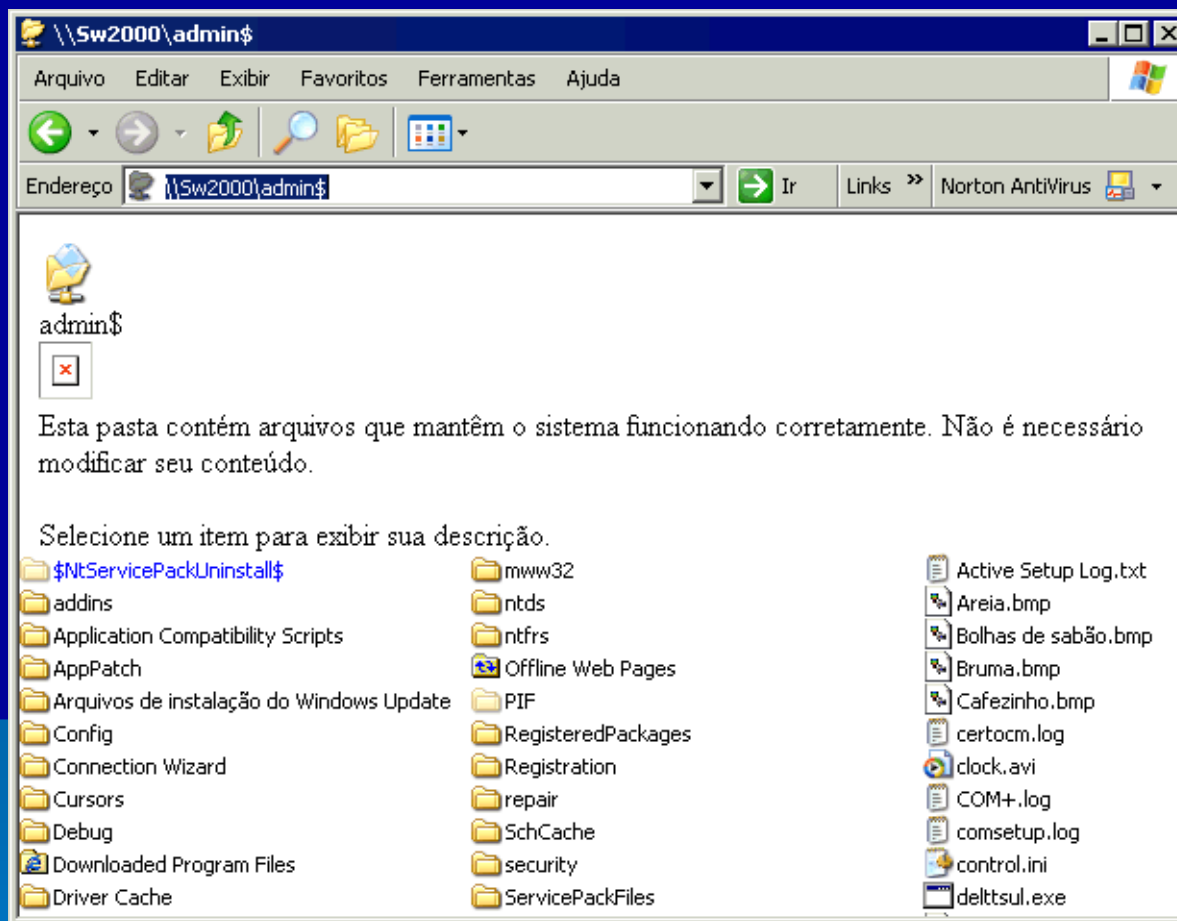 \\Sw2000\admin$
Arquivo Editar Exibir Favoritos Ferramentas Ajuda
Endereço \\Sw2000\admin$ Ir Links » Norton AntiVirus
admin$
Esta pasta contém arquivos que mantêm o sistema funcionando corretamente. Não é necessário
modificar seu conteúdo.
Selecione um item para exibir sua descrição.
$NtServicePackUninstall$
addins
Application Compatibility Scripts
AppPatch
Arquivos de instalação do Windows Update
Config
Connection Wizard
Cursors
Debug
Downloaded Program Files
Driver Cache
mww32
ntds
ntfrs
Offline Web Pages
PIF
RegisteredPackages
Registration
repair
SchCache
security
ServicePackFiles
Active Setup Log.txt
Areia.bmp
Bolhas de sabão.bmp
Bruma.bmp
Cafezinho.bmp
certocm.log
clock.avi
COM+.log
comsetup.log
control.ini
delttsul.exe